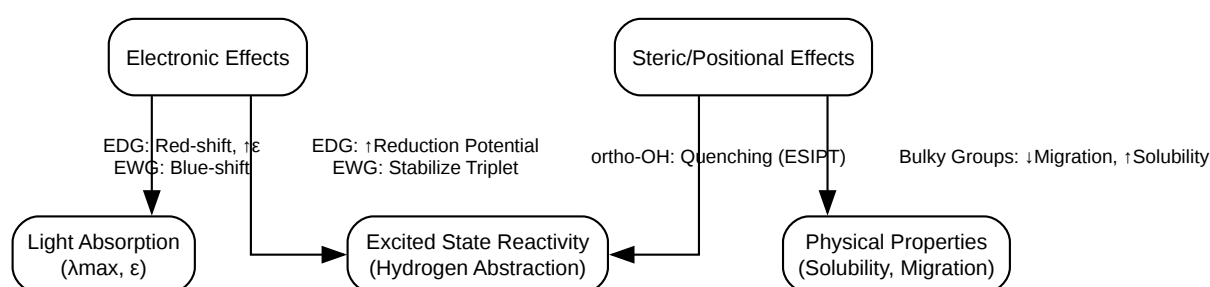 Electronic Effects
Steric/Positional Effects
EDG: Red-shift, ↑ε
EWG: Blue-shift
EDG: ↑Reduction Potential
EWG: Stabilize Triplet
ortho-OH: Quenching (ESIPT)
Bulky Groups: ↓Migration, ↑Solubility
Light Absorption
(λmax, ε)
Excited State Reactivity
(Hydrogen Abstraction)
Physical Properties
(Solubility, Migration)